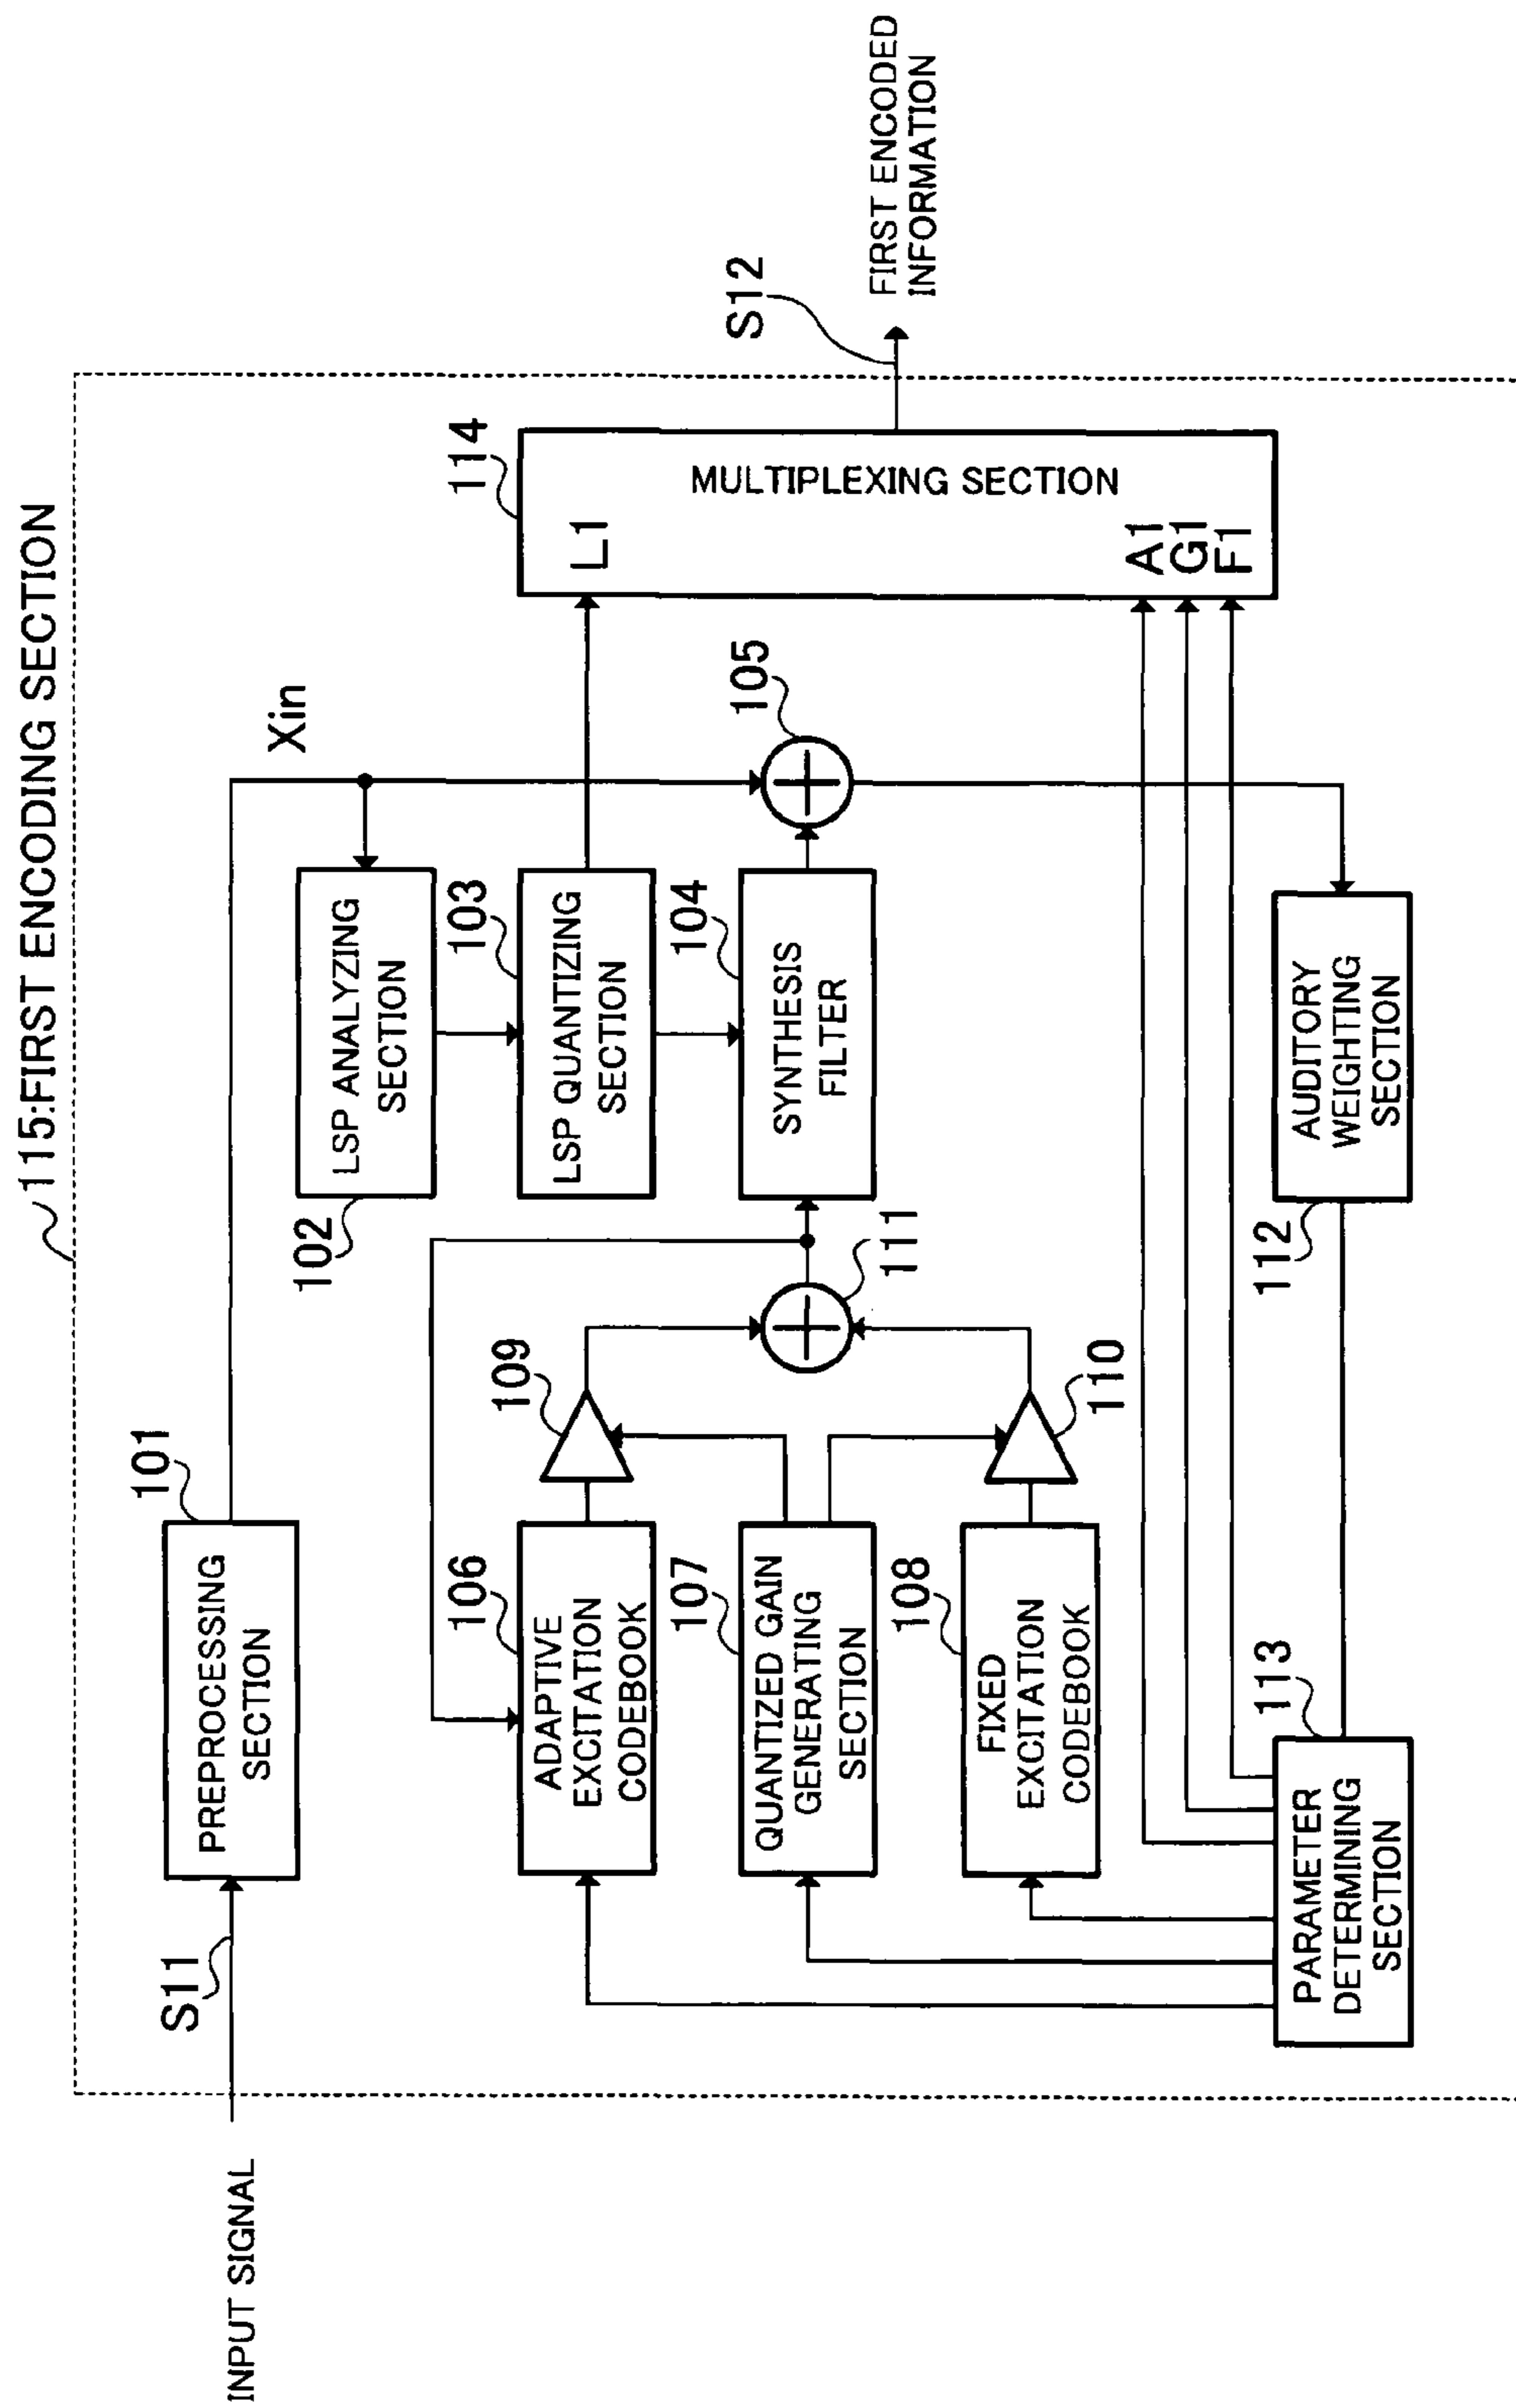 115:FIRST ENCODING SECTION
INPUT SIGNAL
S11
101
PREPROCESSING
SECTION
Xin
102
LSP ANALYZING
SECTION
103
LSP QUANTIZING
SECTION
104
SYNTHESIS
FILTER
105
106
ADAPTIVE
EXCITATION
CODEBOOK
107
QUANTIZED GAIN
GENERATING
SECTION
108
FIXED
EXCITATION
CODEBOOK
109
110
111
112
AUDITORY
WEIGHTING
SECTION
113
PARAMETER
DETERMINING
SECTION
114
MULTIPLEXING SECTION
L1
A1
G1
F1
S12
FIRST ENCODED
INFORMATION